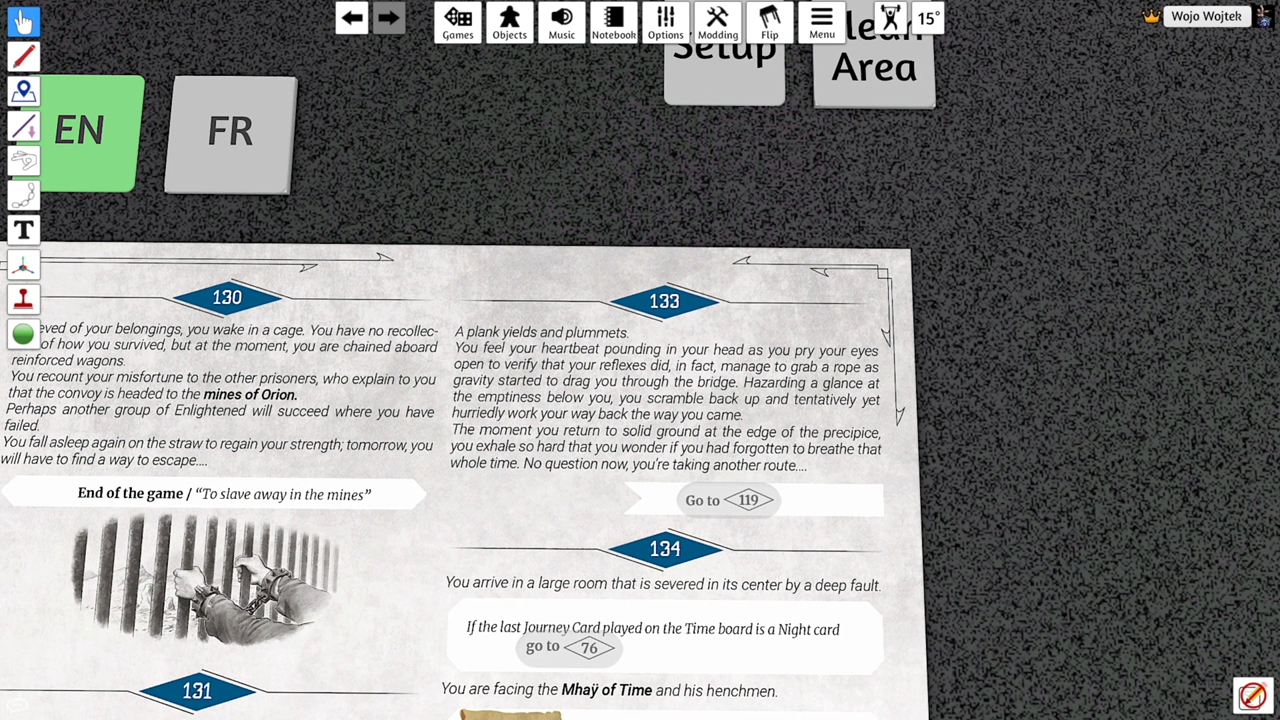 Games
Objects
Music
Notebook
Options
Modding
Flip
Menu
15°
Wojo Wojtek
Setup
Clean
Area
EN
FR
T
130
eved of your belongings, you wake in a cage. You have no recollec-
of how you survived, but at the moment, you are chained aboard
reinforced wagons.
You recount your misfortune to the other prisoners, who explain to you
that the convoy is headed to the mines of Orion.
Perhaps another group of Enlightened will succeed where you have
failed.
You fall asleep again on the straw to regain your strength; tomorrow, you
will have to find a way to escape....
End of the game / “To slave away in the mines”
131
133
A plank yields and plummets.
You feel your heartbeat pounding in your head as you pry your eyes
open to verify that your reflexes did, in fact, manage to grab a rope as
gravity started to drag you through the bridge. Hazarding a glance at
the emptiness below you, you scramble back up and tentatively yet
hurriedly work your way back the way you came.
The moment you return to solid ground at the edge of the precipice,
you exhale so hard that you wonder if you had forgotten to breathe that
whole time. No question now, you’re taking another route....
Go to 119
134
You arrive in a large room that is severed in its center by a deep fault.
If the last Journey Card played on the Time board is a Night card
go to 76
You are facing the Mhaÿ of Time and his henchmen.